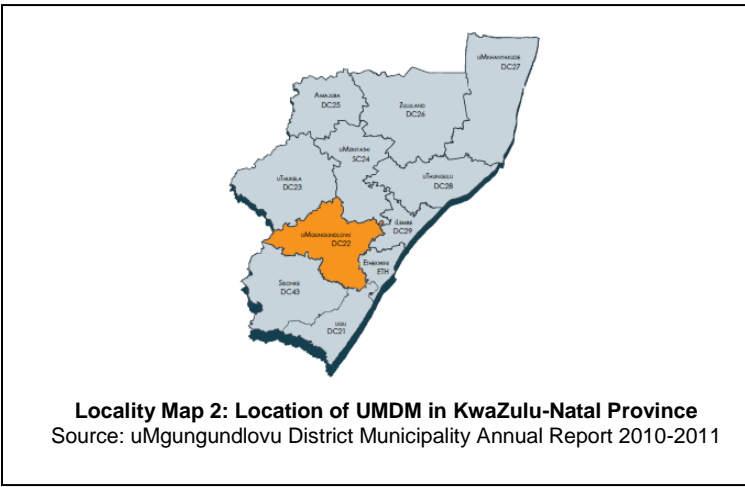 uMkhanyakude
DC27
Amajuba
DC25
Zululand
DC26
uMzinyathi
SC24
uThukela
DC23
uThungulu
DC28
iLembe
DC29
uMgungundlovu
DC22
Ethekwini
ETH
Sisonke
DC43
ugu
DC21
Locality Map 2: Location of UMDM in KwaZulu-Natal Province
Source: uMgungundlovu District Municipality Annual Report 2010-2011